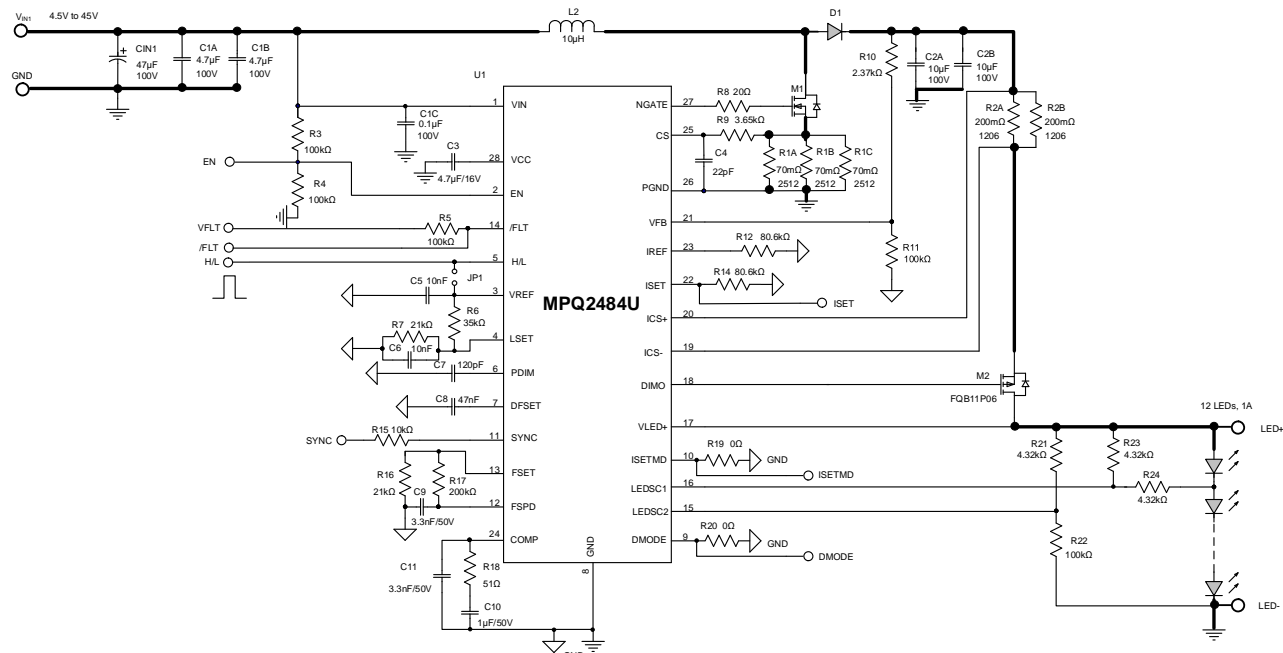 VIN1
4.5V to 45V
L2
10µH
D1
GND
CIN1
47µF
100V
C1A
4.7µF
100V
C1B
4.7µF
100V
R10
2.37kΩ
C2A
10µF
100V
C2B
10µF
100V
U1
R3
100kΩ
C1C
0.1µF
100V
1
VIN
NGATE
27
R8 20Ω
M1
R2A
200mΩ
1206
R2B
200mΩ
1206
EN
C3
4.7µF/16V
28
VCC
CS
25
R9 3.65kΩ
C4
22pF
R1A
70mΩ
2512
R1B
70mΩ
2512
R1C
70mΩ
2512
R4
100kΩ
2
EN
PGND
26
VFLT
R5
100kΩ
14
/FLT
VFB
21
/FLT
H/L
5
H/L
IREF
23
R12 80.6kΩ
R11
100kΩ
JP1
C5 10nF
3
VREF
ISET
22
R14 80.6kΩ
ISET
MPQ2484U
R6
35kΩ
ICS+
20
R7 21kΩ
C6
10nF
4
LSET
ICS-
19
C7
120pF
6
PDIM
DIMO
18
M2
FQB11P06
C8
47nF
7
DFSET
VLED+
17
12 LEDs, 1A
LED+
SYNC
R15 10kΩ
11
SYNC
ISETMD
10
R19 0Ω
GND
ISETMD
R21
4.32kΩ
R23
4.32kΩ
R16
21kΩ
R17
200kΩ
13
FSET
LEDSC1
16
R24
4.32kΩ
C9
3.3nF/50V
12
FSPD
LEDSC2
15
24
COMP
GND
8
DMODE
9
R20 0Ω
GND
DMODE
R22
100kΩ
C11
3.3nF/50V
R18
51Ω
C10
1µF/50V
LED-